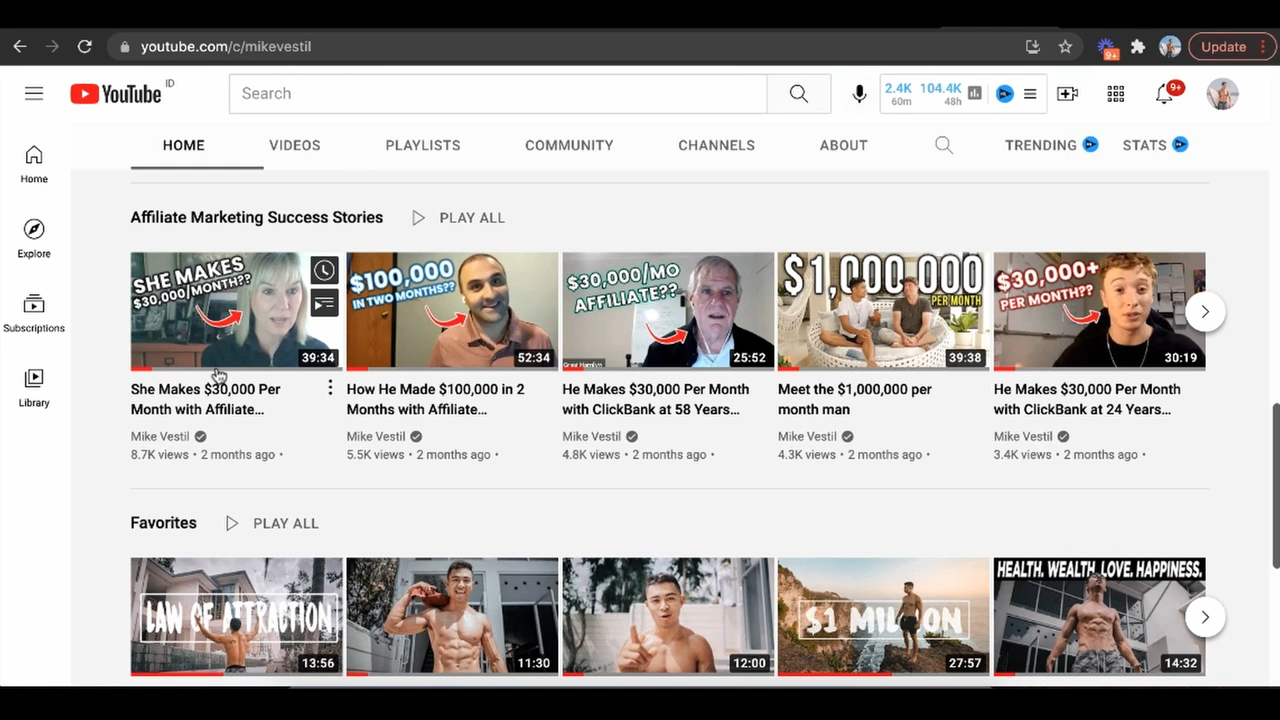 youtube.com/c/mikevestil
9+
Update
YouTube ID
Search
2.4K 104.4K
60m 48h
9+
HOME VIDEOS PLAYLISTS COMMUNITY CHANNELS ABOUT TRENDING STATS
Home
Explore
Subscriptions
Library
Affiliate Marketing Success Stories PLAY ALL
SHE MAKES
$30,000/MONTH??
39:34
She Makes $30,000 Per
Month with Affiliate...
Mike Vestil
8.7K views • 2 months ago •
$100,000
IN TWO MONTHS??
52:34
How He Made $100,000 in 2
Months with Affiliate...
Mike Vestil
5.5K views • 2 months ago •
$30,000/MO
AFFILIATE??
25:52
He Makes $30,000 Per Month
with ClickBank at 58 Years...
Mike Vestil
4.8K views • 2 months ago •
$1,000,000
PER MONTH
39:38
Meet the $1,000,000 per
month man
Mike Vestil
4.3K views • 2 months ago •
$30,000+
PER MONTH??
30:19
He Makes $30,000 Per Month
with ClickBank at 24 Years...
Mike Vestil
3.4K views • 2 months ago •
Favorites PLAY ALL
LAW OF ATTRACTION
13:56
11:30
12:00
$1 MILLION
27:57
HEALTH. WEALTH. LOVE. HAPPINESS.
14:32